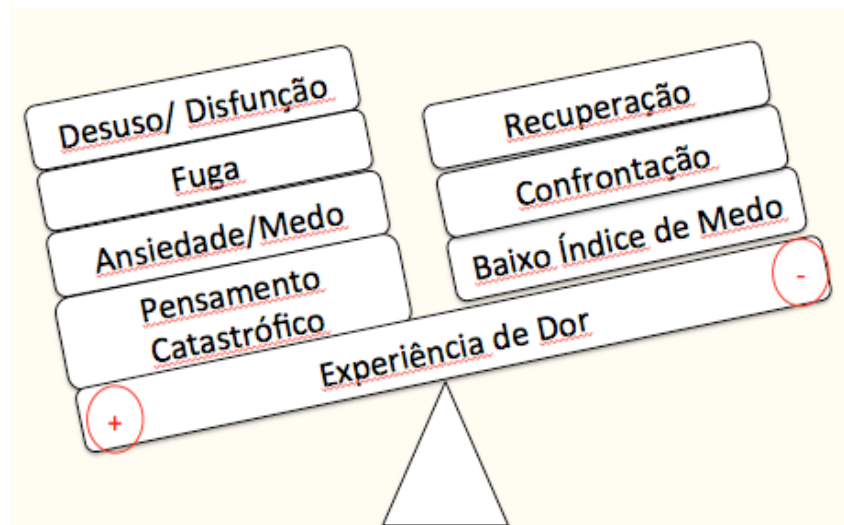 Desuso/ Disfunção
Fuga
Ansiedade/Medo
Pensamento
Catastrófico
Recuperação
Confrontação
Baixo Índice de Medo
Experiência de Dor
+
-